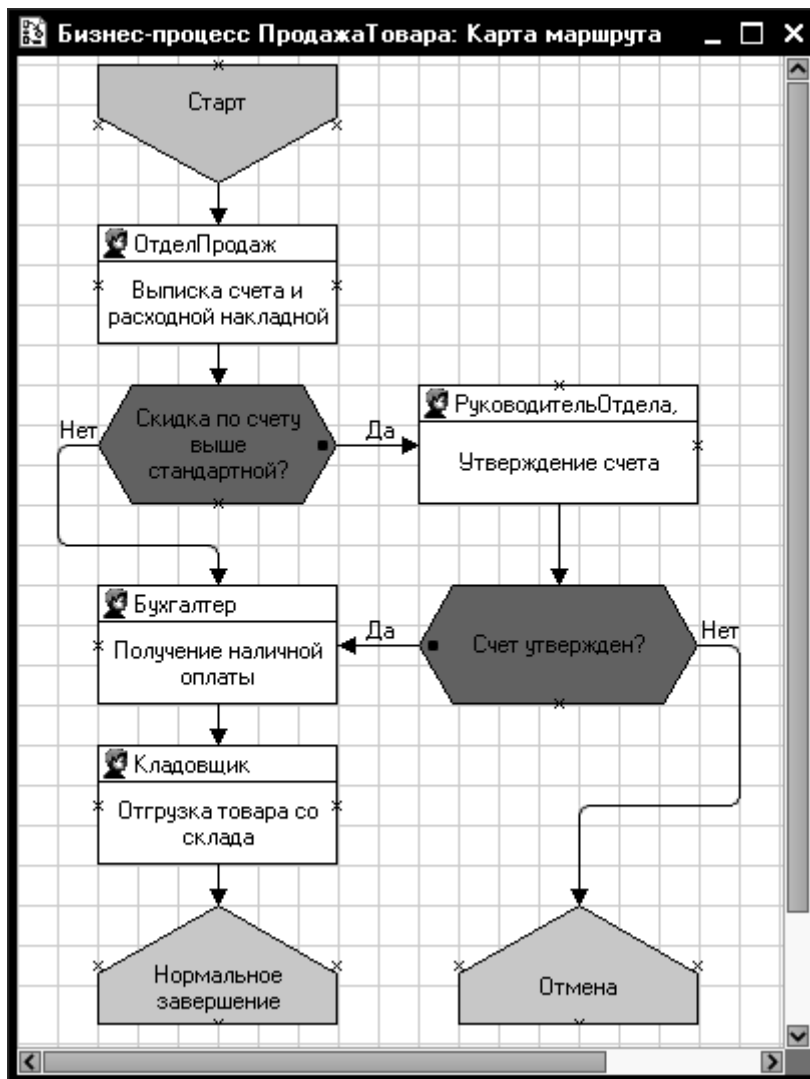 Бизнес-процесс ПродажаТовара: Карта маршрута
Старт
ОтделПродаж
Выписка счета и
расходной накладной
Скидка по счету
выше
стандартной?
Нет
Да
РуководительОтдела,
Утверждение счета
Бухгалтер
Получение наличной
оплаты
Да
Счет утвержден?
Нет
Кладовщик
Отгрузка товара со
склада
Нормальное
завершение
Отмена